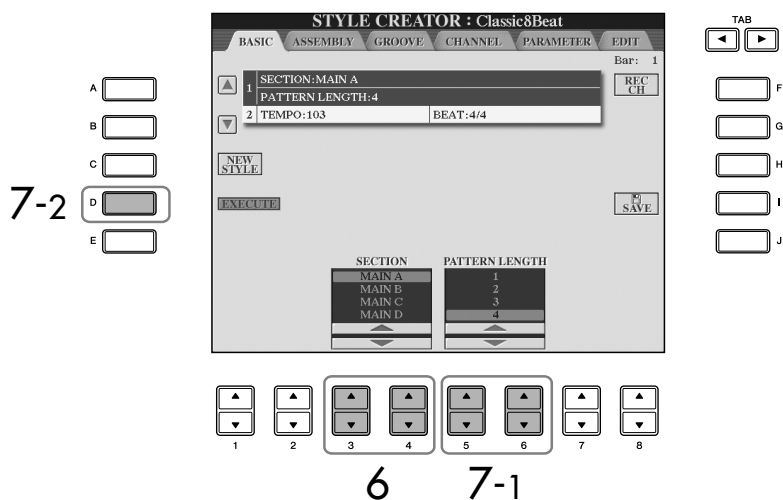 STYLE CREATOR : Classic8Beat
TAB
BASIC ASSEMBLY GROOVE CHANNEL PARAMETER EDIT
Bar: 1
1 SECTION:MAIN A
PATTERN LENGTH:4
2 TEMPO:103 BEAT:4/4
REC
CH
NEW
STYLE
EXECUTE
SAVE
A
B
C
D
E
F
G
H
I
J
7-2
SECTION
MAIN A
MAIN B
MAIN C
MAIN D
PATTERN LENGTH
1
2
3
4
1 2 3 4 5 6 7 8
6 7-1